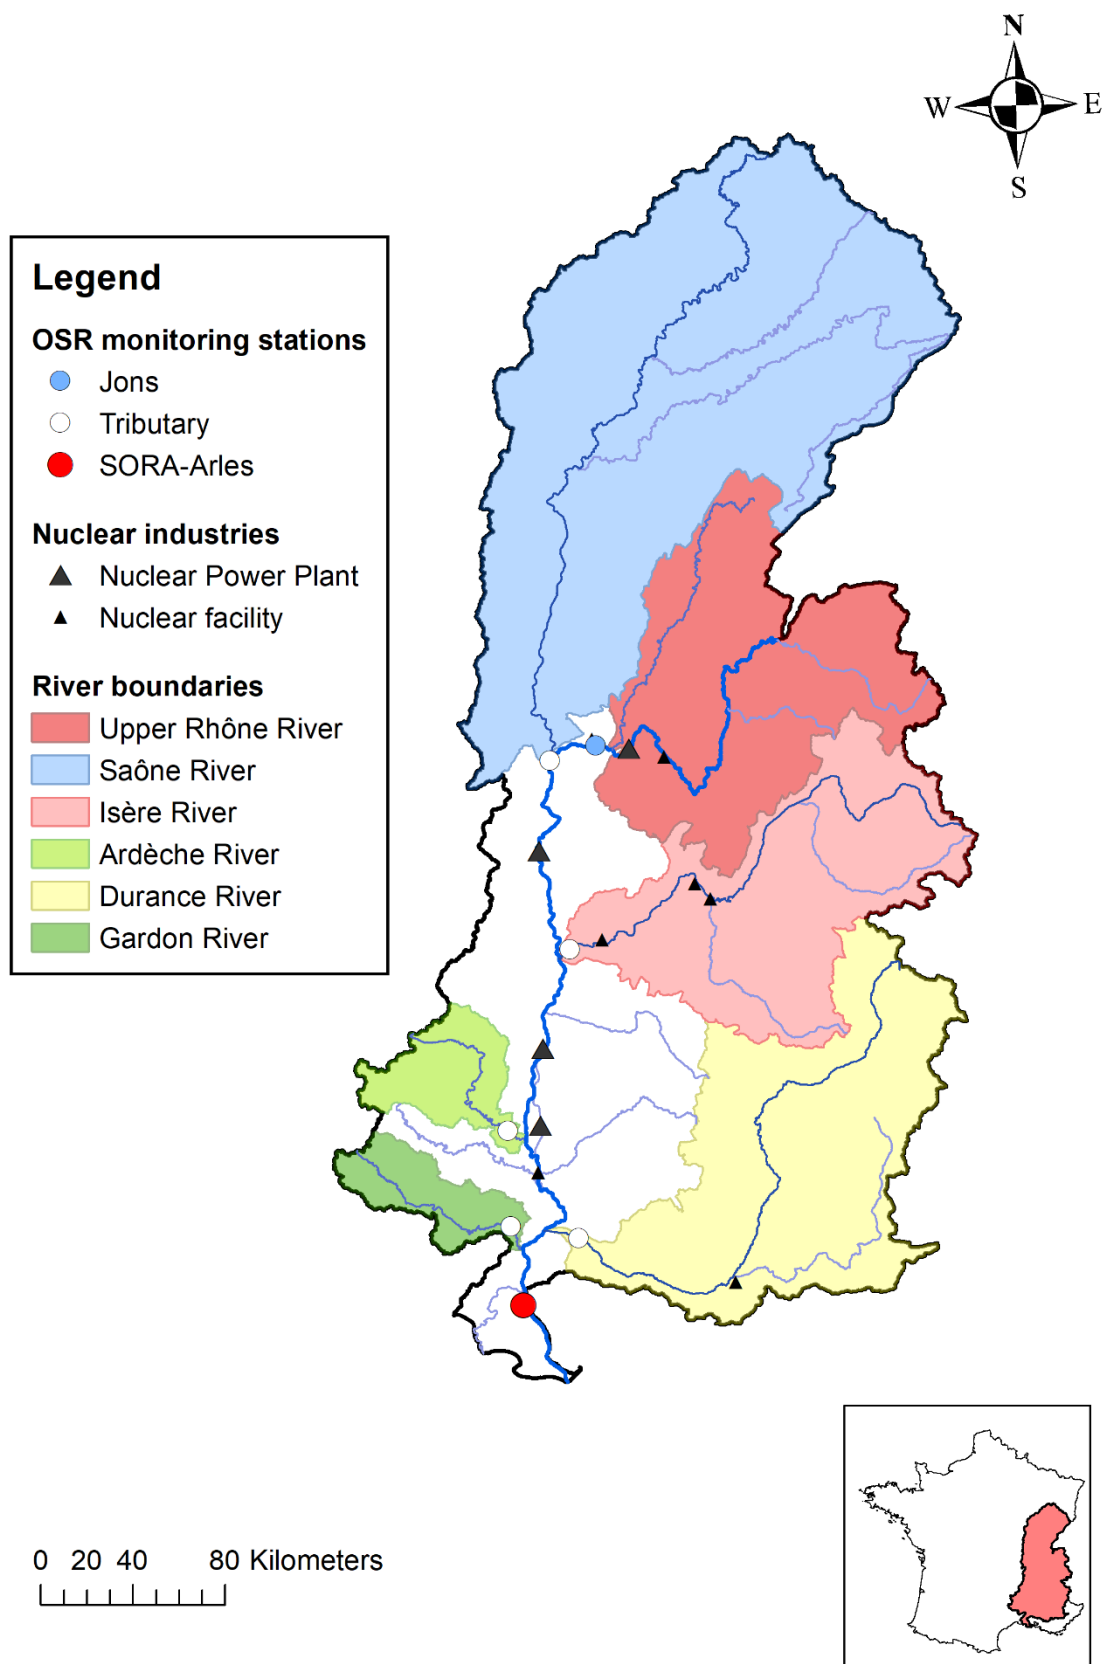 N
W E
S
Legend
OSR monitoring stations
Jons
Tributary
SORA-Arles
Nuclear industries
Nuclear Power Plant
Nuclear facility
River boundaries
Upper Rhône River
Saône River
Isère River
Ardèche River
Durance River
Gardon River
0 20 40 80 Kilometers